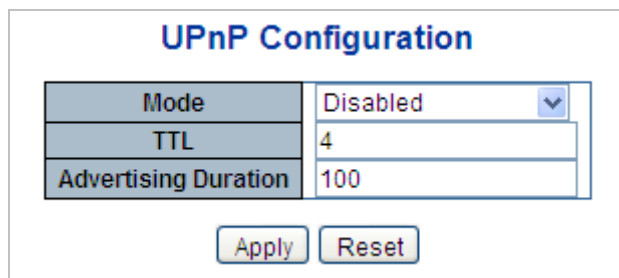 UPnP Configuration
Mode Disabled
TTL 4
Advertising Duration 100
Apply Reset